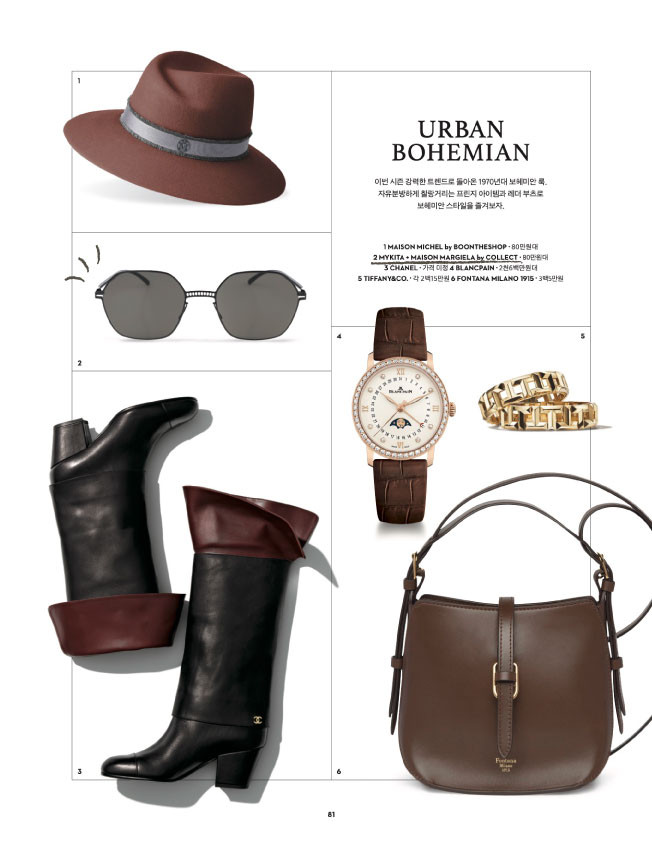 1
URBAN
BOHEMIAN
이번 시즌 강력한 트렌드로 돌아온 1970년대 보헤미안 룩.
자유분방하게 찰랑거리는 프린지 아이템과 레더 부츠로
보헤미안 스타일을 즐겨보자.
1 MAISON MICHEL by BOONTHESHOP · 80만원대
2 MYKITA + MAISON MARGIELA by COLLECT · 80만원대
3 CHANEL · 가격 미정 4 BLANCPAIN · 2천6백만원대
5 TIFFANY&CO. · 각 2백15만원 6 FONTANA MILANO 1915 · 3백5만원
2
4
5
BLANCPAIN
3
6
Fontana
Milano
1915
81